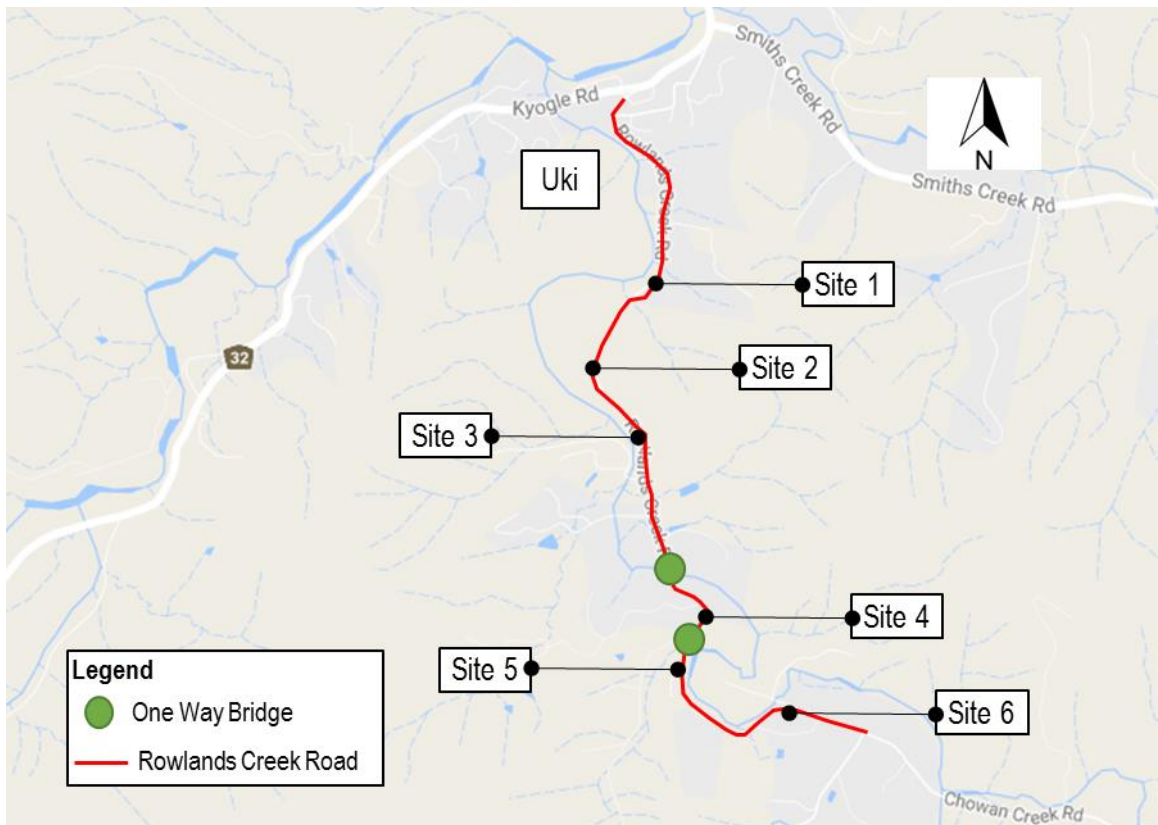 Smiths Creek Rd
Kyogle Rd
N
Rowlands Creek Rd
Uki
Smiths Creek Rd
Site 1
32
Site 2
Site 3
Rowlands Creek R
Site 4
Site 5
Legend
One Way Bridge
Site 6
Rowlands Creek Road
Chowan Creek Rd